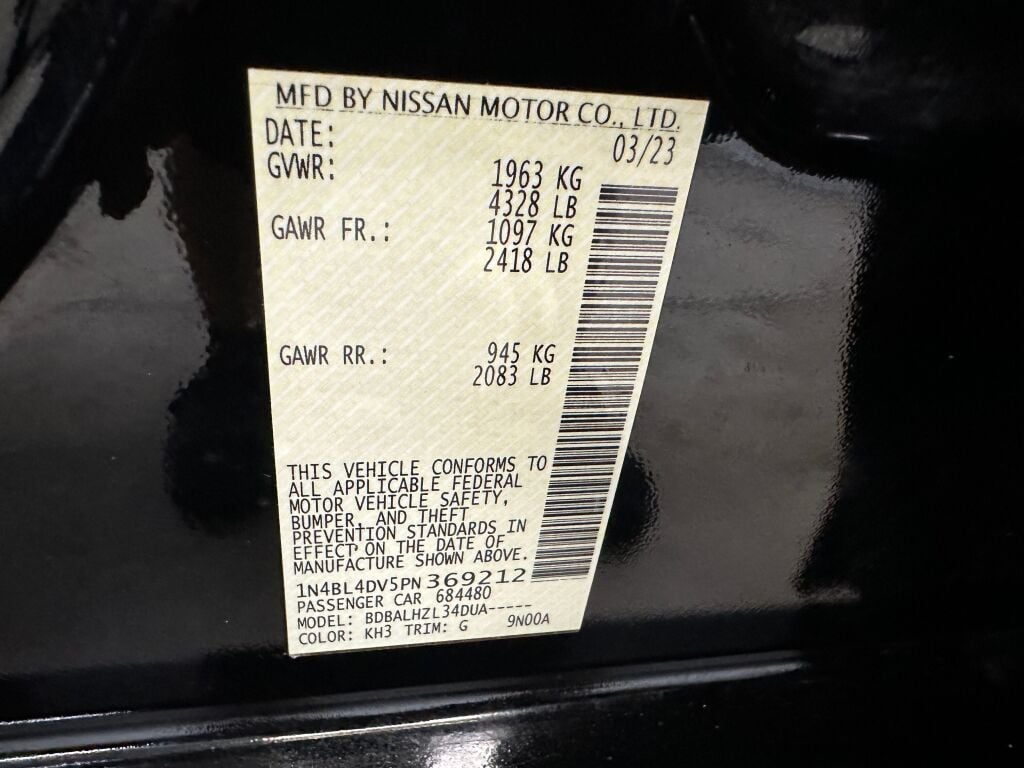 MFD BY NISSAN MOTOR CO., LTD.
DATE: 03/23
GVWR: 1963 KG
4328 LB
GAWR FR.: 1097 KG
2418 LB
GAWR RR.: 945 KG
2083 LB
THIS VEHICLE CONFORMS TO
ALL APPLICABLE FEDERAL
MOTOR VEHICLE SAFETY,
BUMPER, AND THEFT
PREVENTION STANDARDS IN
EFFECT ON THE DATE OF
MANUFACTURE SHOWN ABOVE.
1N4BL4DV5PN369212
PASSENGER CAR 684480
MODEL: BDBALHZL34DUA-----
COLOR: KH3 TRIM: G 9N00A